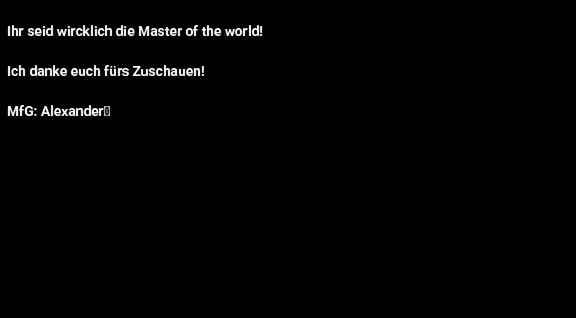 Ihr seid wircklich die Master of the world!
Ich danke euch fürs Zuschauen!
MfG: Alexander